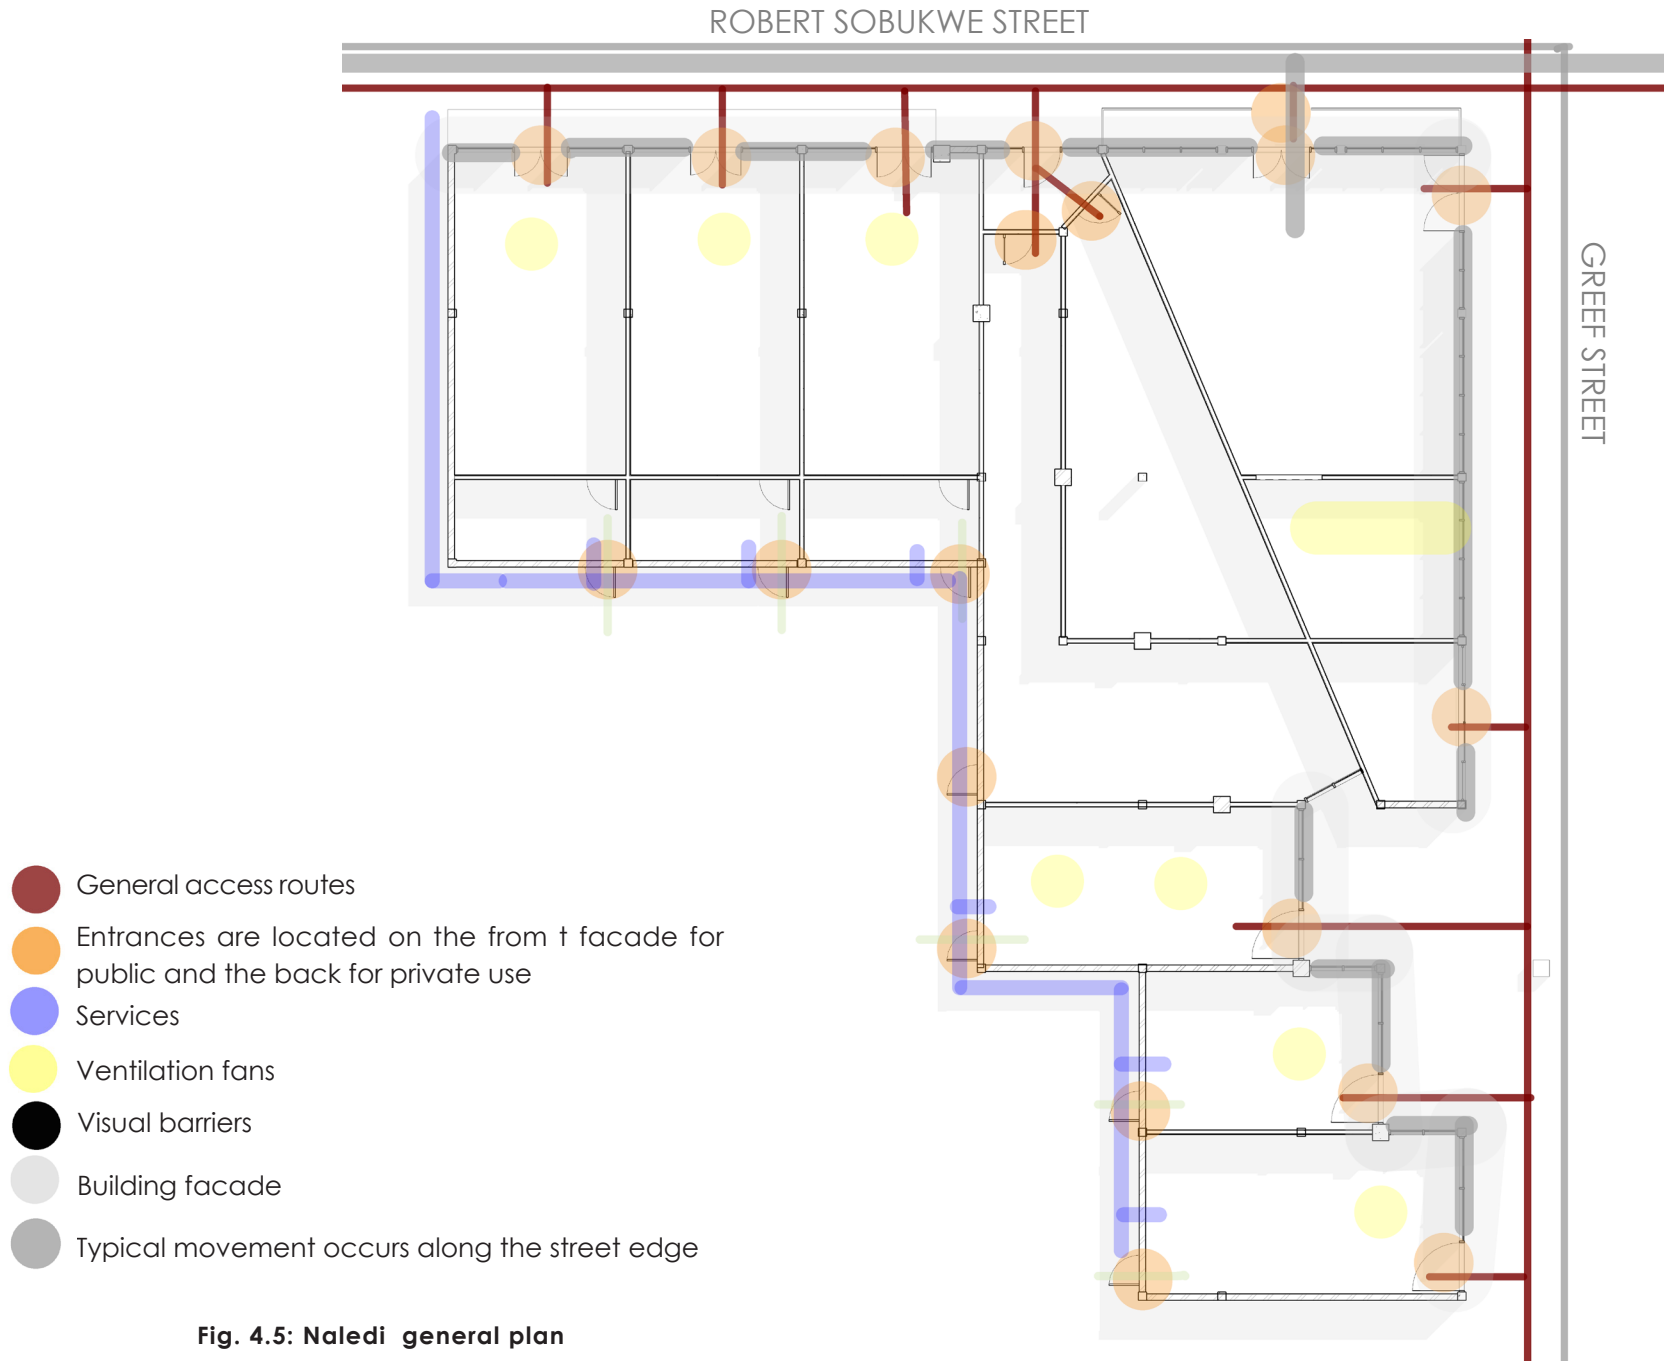 ROBERT SOBUKWE STREET
GREEF STREET
General access routes
Entrances are located on the from t facade for
public and the back for private use
Services
Ventilation fans
Visual barriers
Building facade
Typical movement occurs along the street edge
Fig. 4.5: Naledi general plan